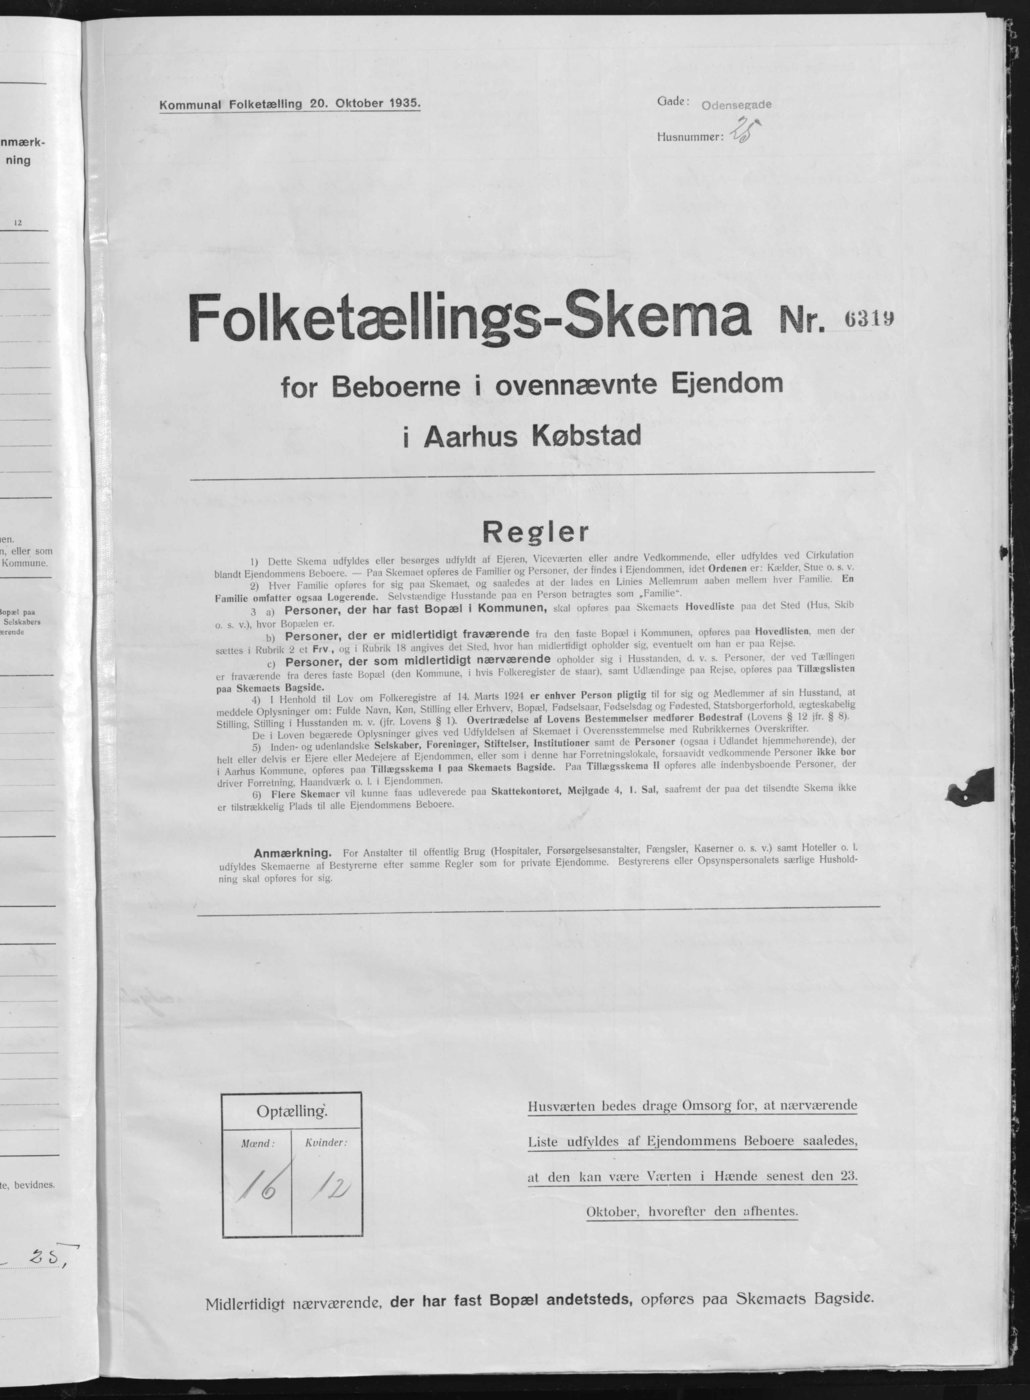 nmærk-
ning
12
en.
n, eller som
Kommune.
Bopæl paa
Selskabers
te, bevidnes.
25,
Kommunal Folketælling 20. Oktober 1935.
Gade: Odensegade
Husnummer: 25
Folketællings-Skema Nr. 6319
for Beboerne i ovennævnte Ejendom
i Aarhus Købstad
Regler
1) Dette Skema udfyldes eller besørges udfyldt af Ejeren, Viceværten eller andre Vedkommende, eller udfyldes ved Cirkulation
blandt Ejendommens Beboere. — Paa Skemaet opføres de Familier og Personer, der findes i Ejendommen, idet Ordenen er: Kælder, Stue o. s. v.
2) Hver Familie opføres for sig paa Skemaet, og saaledes at der lades en Linies Mellemrum aaben mellem hver Familie. En
Familie omfatter ogsaa Logerende. Selvstændige Husstande paa en Person betragtes som „Familie“.
3 a) Personer, der har fast Bopæl i Kommunen, skal opføres paa Skemaets Hovedliste paa det Sted (Hus, Skib
o. s. v.), hvor Bopælen er.
b) Personer, der er midlertidigt fraværende fra den faste Bopæl i Kommunen, opføres paa Hovedlisten, men der
sættes i Rubrik 2 et Frv., og i Rubrik 18 angives det Sted, hvor han midlertidigt opholder sig, eventuelt om han er paa Rejse.
c) Personer, der som midlertidigt nærværende opholder sig i Husstanden, d. v. s. Personer, der ved Tællingen
er fraværende fra deres faste Bopæl (den Kommune, i hvis Folkeregister de staar), samt Udlændinge paa Rejse, opføres paa Tillægslisten
paa Skemaets Bagside.
4) I Henhold til Lov om Folkeregistre af 14. Marts 1924 er enhver Person pligtig til for sig og Medlemmer af sin Husstand, at
meddele Oplysninger om: Fulde Navn, Køn, Stilling eller Erhverv, Bopæl, Fødselsaar, Fødselsdag og Fødested, Statsborgerforhold, ægteskabelig
Stilling, Stilling i Husstanden m. v. (jfr. Lovens § 1). Overtrædelse af Lovens Bestemmelser medfører Bødestraf (Lovens § 12 jfr. § 8).
De i Loven begærede Oplysninger gives ved Udfyldelsen af Skemaet i Overensstemmelse med Rubrikkernes Overskrifter.
5) Inden- og udenlandske Selskaber, Foreninger, Stiftelser, Institutioner samt de Personer (ogsaa i Udlandet hjemmehørende), der
helt eller delvis er Ejere eller Medejere af Ejendommen, eller som i denne har Forretningslokale, forsaavidt vedkommende Personer ikke bor
i Aarhus Kommune, opføres paa Tillægsskema I paa Skemaets Bagside. Paa Tillægsskema II opføres alle indenbysboende Personer, der
driver Forretning, Haandværk o. l. i Ejendommen.
6) Flere Skemaer vil kunne faas udleverede paa Skattekontoret, Mejlgade 4, 1. Sal, saafremt der paa det tilsendte Skema ikke
er tilstrækkelig Plads til alle Ejendommens Beboere.
Anmærkning. For Anstalter til offentlig Brug (Hospitaler, Forsørgelsesanstalter, Fængsler, Kaserner o. s. v.) samt Hoteller o. l.
udfyldes Skemaerne af Bestyrerne efter samme Regler som for private Ejendomme. Bestyrerens eller Opsynspersonalets særlige Hushold-
ning skal opføres for sig.
Optælling.
Mænd: Kvinder:
16 12
Husværten bedes drage Omsorg for, at nærværende
Liste udfyldes af Ejendommens Beboere saaledes,
at den kan være Værten i Hænde senest den 23.
Oktober, hvorefter den afhentes.
Midlertidigt nærværende, der har fast Bopæl andetsteds, opføres paa Skemaets Bagside.